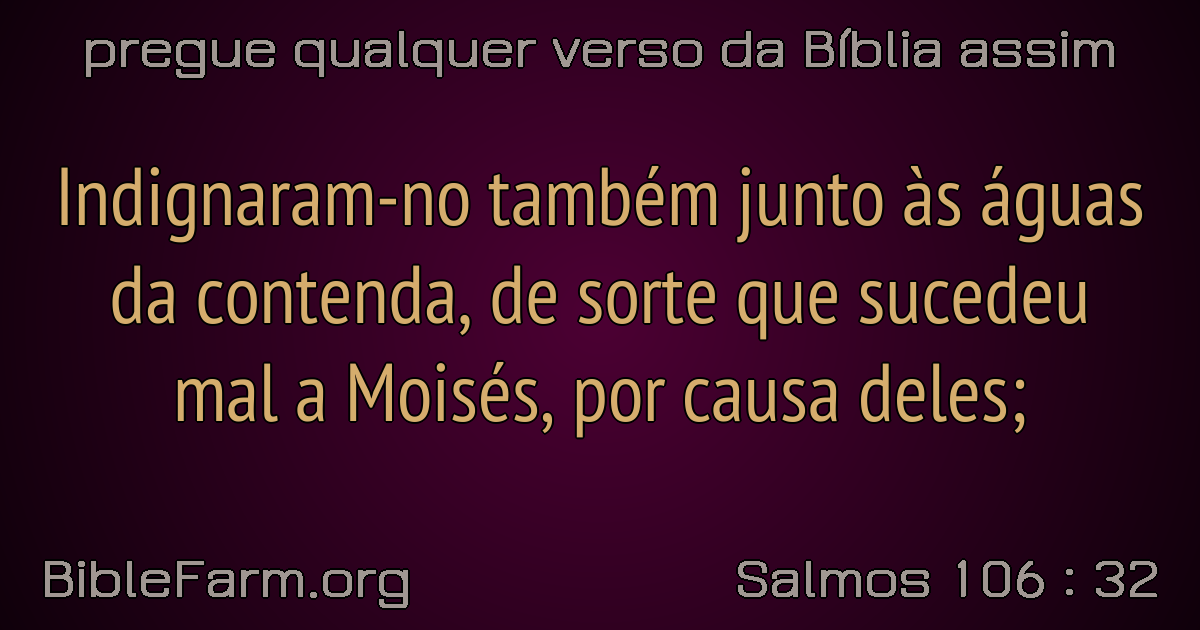 pregue qualquer verso da Bíblia assim
Indignaram-no também junto às águas
da contenda, de sorte que sucedeu
mal a Moisés, por causa deles;
BibleFarm.org
Salmos 106 : 32